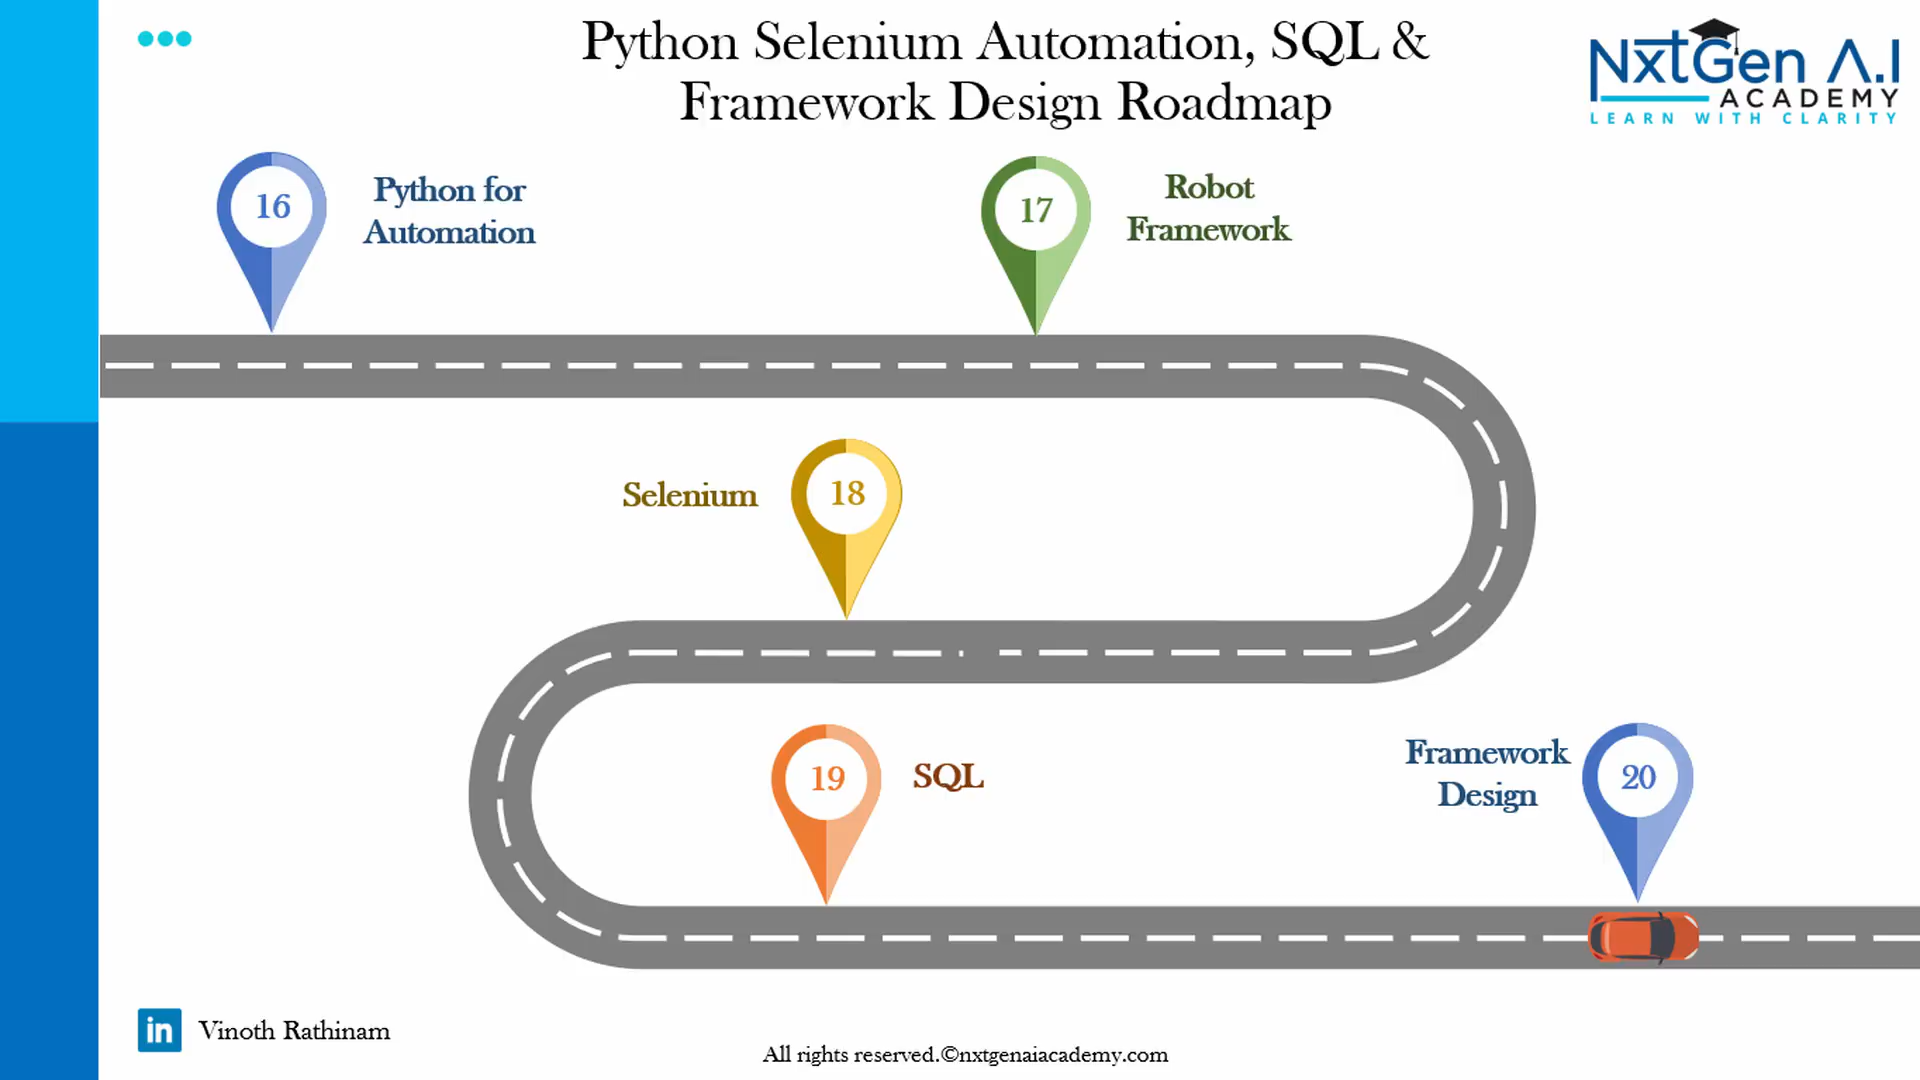 Python Selenium Automation, SQL &
Framework Design Roadmap
NxtGen A.I
ACADEMY
LEARN WITH CLARITY
16
Python for
Automation
17
Robot
Framework
Selenium
18
19
SQL
Framework
Design
20
in
Vinoth Rathinam
All rights reserved.©nxtgenaiacademy.com